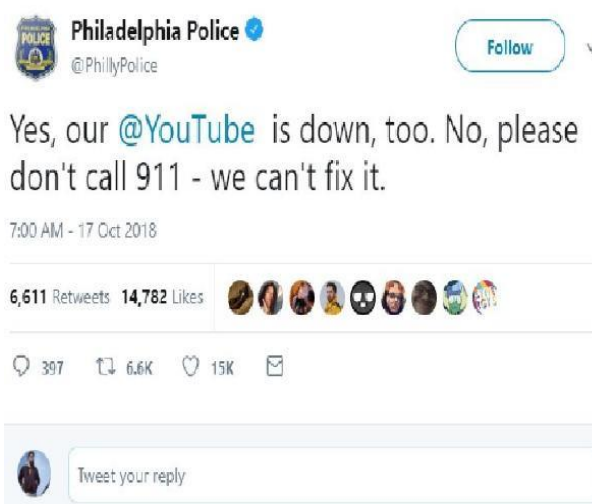 Philadelphia Police
@PhillyPolice
Follow
Yes, our @YouTube is down, too. No, please
don't call 911 - we can't fix it.
7:00 AM - 17 Oct 2018
6,611 Retweets 14,782 Likes
397 6.6K 15K
Tweet your reply